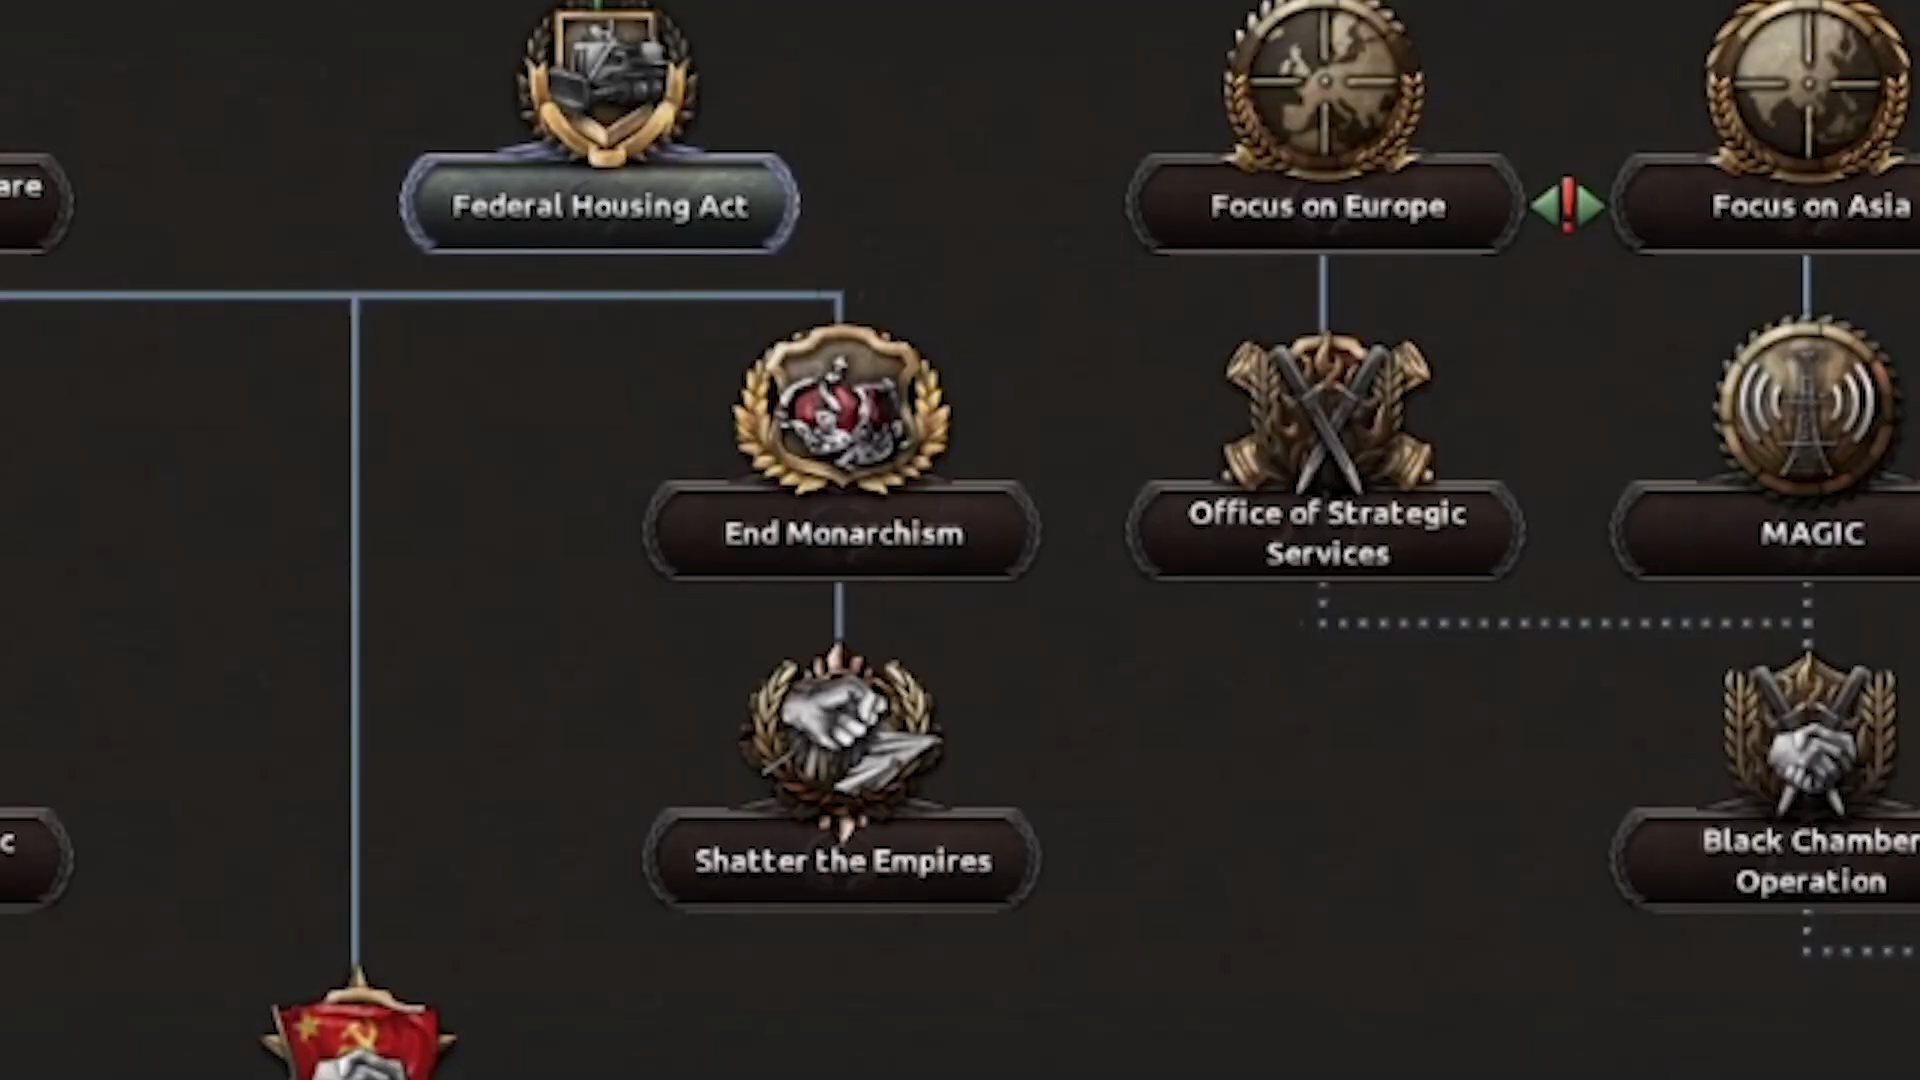 are
Federal Housing Act
Focus on Europe
Focus on Asia
End Monarchism
Office of Strategic
Services
MAGIC
c
Shatter the Empires
Black Chamber
Operation